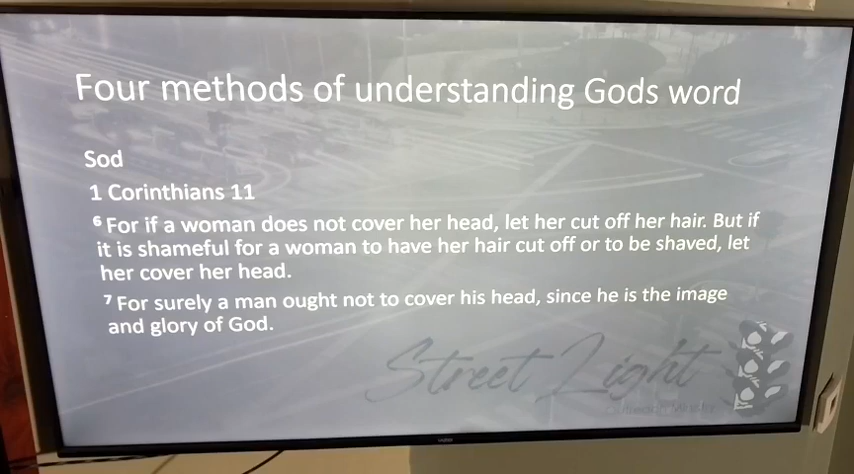 Four methods of understanding Gods word
Sod
1 Corinthians 11
6 For if a woman does not cover her head, let her cut off her hair. But if
it is shameful for a woman to have her hair cut off or to be shaved, let
her cover her head.
7 For surely a man ought not to cover his head, since he is the image
and glory of God.
Street Light
Outreach Ministry